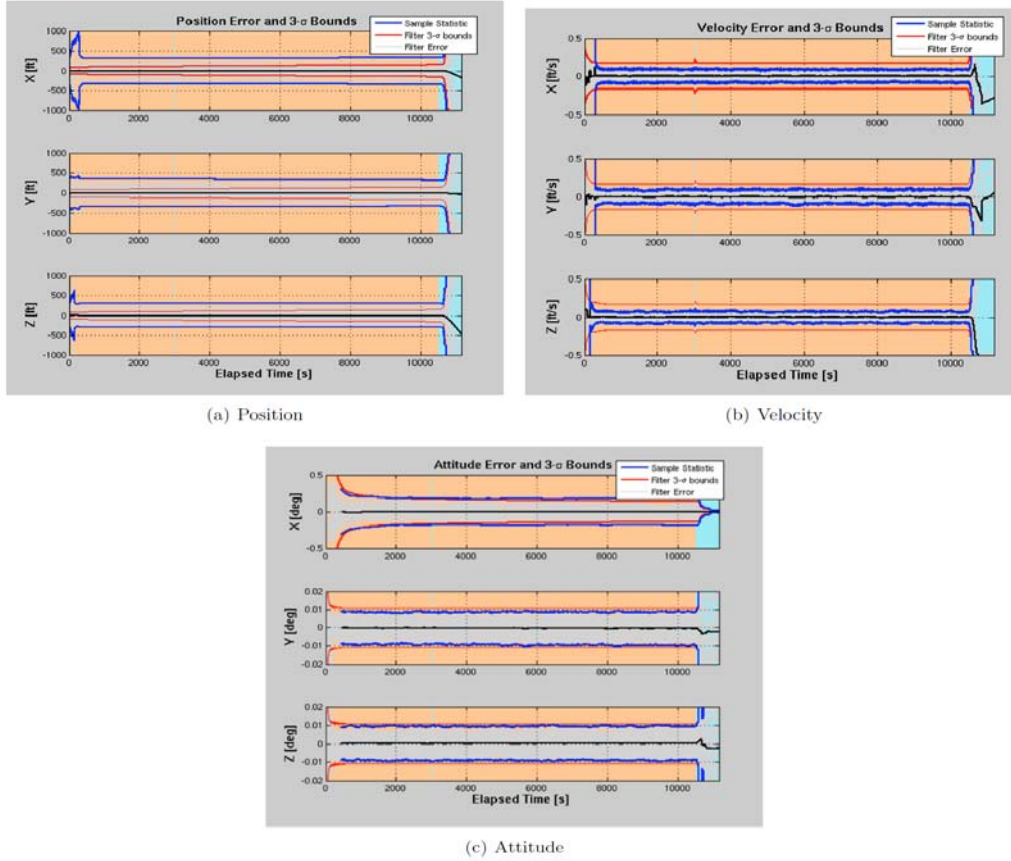 Position Error and 3-σ Bounds
Sample Statistic
Filter 3-σ bounds
Filter Error
X [ft]
1000
500
0
-500
-1000
0 2000 4000 6000 8000 10000
Y [ft]
1000
500
0
-500
-1000
0 2000 4000 6000 8000 10000
Z [ft]
1000
500
0
-500
-1000
0 2000 4000 6000 8000 10000
Elapsed Time [s]
(a) Position
Velocity Error and 3-σ Bounds
Sample Statistic
Filter 3-σ bounds
Filter Error
X [ft/s]
0.5
0
-0.5
0 2000 4000 6000 8000 10000
Y [ft/s]
0.5
0
-0.5
0 2000 4000 6000 8000 10000
Z [ft/s]
0.5
0
-0.5
0 2000 4000 6000 8000 10000
Elapsed Time [s]
(b) Velocity
Attitude Error and 3-σ Bounds
Sample Statistic
Filter 3-σ bounds
Filter Error
X [deg]
0.5
0
-0.5
0 2000 4000 6000 8000 10000
Y [deg]
0.02
0.01
0
-0.01
-0.02
0 2000 4000 6000 8000 10000
Z [deg]
0.02
0.01
0
-0.01
-0.02
0 2000 4000 6000 8000 10000
Elapsed Time [s]
(c) Attitude